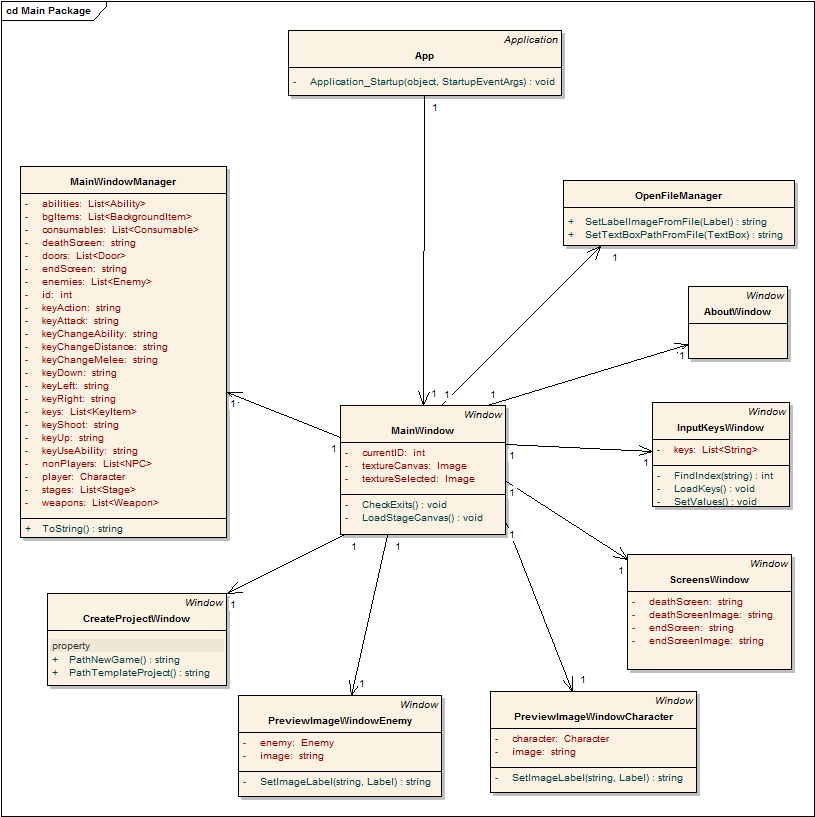 cd Main Package
Application
App
- Application_Startup(object, StartupEventArgs) : void
1
MainWindowManager
- abilities: List<Ability>
- bgItems: List<BackgroundItem>
- consumables: List<Consumable>
- deathScreen: string
- doors: List<Door>
- endScreen: string
- enemies: List<Enemy>
- id: int
- keyAction: string
- keyAttack: string
- keyChangeAbility: string
- keyChangeDistance: string
- keyChangeMelee: string
- keyDown: string
- keyLeft: string
- keyRight: string
- keys: List<KeyItem>
- keyShoot: string
- keyUp: string
- keyUseAbility: string
- nonPlayers: List<NPC>
- player: Character
- stages: List<Stage>
- weapons: List<Weapon>
+ ToString() : string
OpenFileManager
+ SetLabelImageFromFile(Label) : string
+ SetTextBoxPathFromFile(TextBox) : string
1
Window
AboutWindow
1
1 1 1
1
Window
MainWindow
- currentID: int
- textureCanvas: Image
- textureSelected: Image
- CheckExits() : void
- LoadStageCanvas() : void
1
1
1
1
1 1
Window
InputKeysWindow
- keys: List<String>
- FindIndex(string) : int
- LoadKeys() : void
- SetValues() : void
1
Window
ScreensWindow
- deathScreen: string
- deathScreenImage: string
- endScreen: string
- endScreenImage: string
1
Window
CreateProjectWindow
property
+ PathNewGame() : string
+ PathTemplateProject() : string
1
Window
PreviewImageWindowEnemy
- enemy: Enemy
- image: string
- SetImageLabel(string, Label) : string
1
Window
PreviewImageWindowCharacter
- character: Character
- image: string
- SetImageLabel(string, Label) : string
1